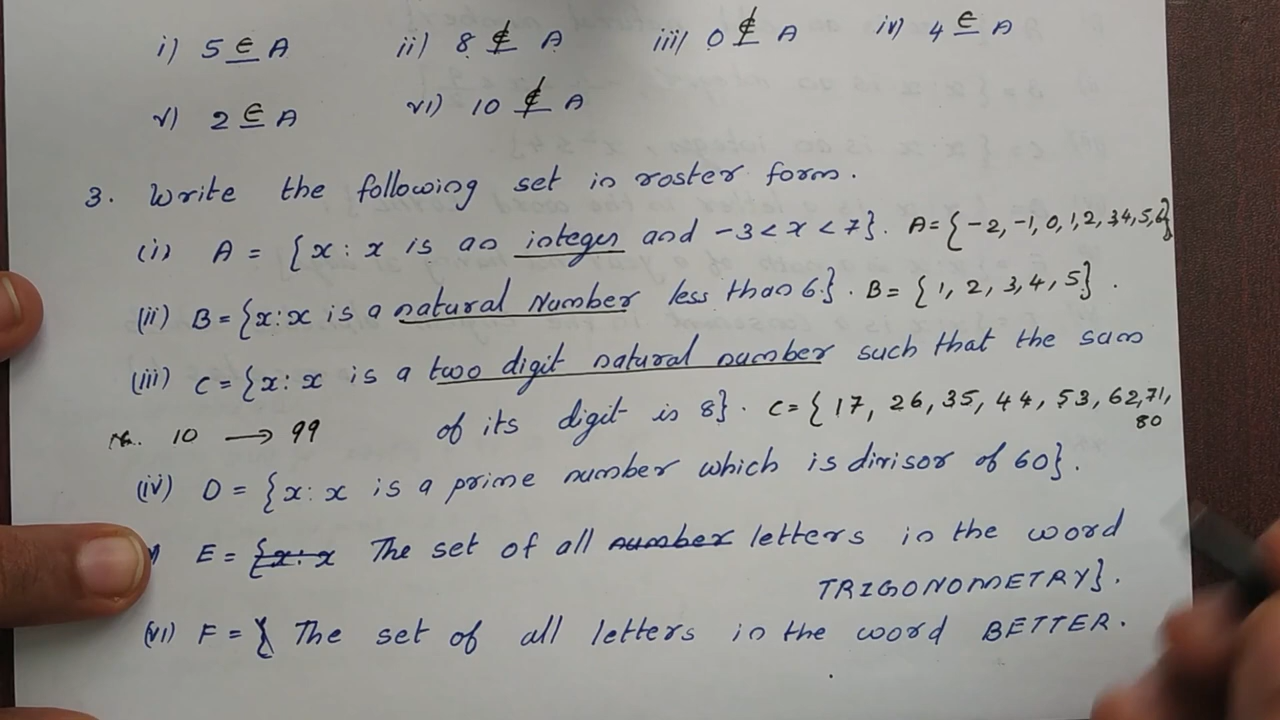 i) 5 ∈ A ii) 8 ∉ A iii) 0 ∉ A iv) 4 ∈ A
v) 2 ∈ A vi) 10 ∉ A
3. Write the following set in roster form.
(i) A = {x : x is an integer and -3 < x < 7}. A = {-2, -1, 0, 1, 2, 3 4, 5, 6}
(ii) B = {x : x is a natural Number less than 6.}. B = {1, 2, 3, 4, 5}.
(iii) C = {x : x is a two digit natural number such that the sum
of its digit is 8}. C = {17, 26, 35, 44, 53, 62, 71,
80
10 → 99
(iv) D = {x : x is a prime number which is divisor of 60}.
) E = {x : x The set of all number letters in the word
TRIGONOMETRY}.
(vi) F = { The set of all letters in the word BETTER.